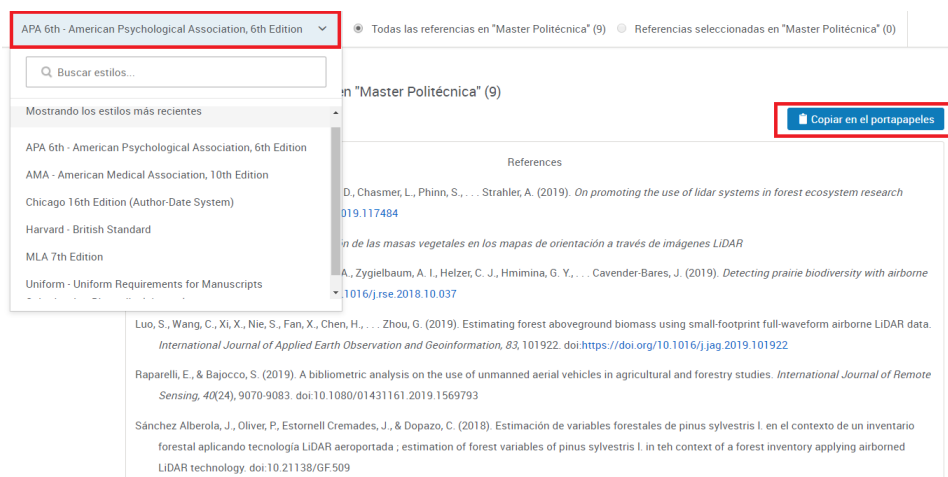 APA 6th - American Psychological Association, 6th Edition
Todas las referencias en "Master Politécnica" (9)
Referencias seleccionadas en "Master Politécnica" (0)
Buscar estilos...
en "Master Politécnica" (9)
Mostrando los estilos más recientes
Copiar en el portapapeles
APA 6th - American Psychological Association, 6th Edition
AMA - American Medical Association, 10th Edition
Chicago 16th Edition (Author-Date System)
Harvard - British Standard
MLA 7th Edition
Uniform - Uniform Requirements for Manuscripts
References
D., Chasmer, L., Phinn, S., . . . Strahler, A. (2019). On promoting the use of lidar systems in forest ecosystem research
019.117484
de las masas vegetales en los mapas de orientación a través de imágenes LiDAR
A., Zygielbaum, A. I., Helzer, C. J., Hmimina, G. Y., . . . Cavender-Bares, J. (2019). Detecting prairie biodiversity with airborne
.1016/j.rse.2018.10.037
Luo, S., Wang, C., Xi, X., Nie, S., Fan, X., Chen, H., . . . Zhou, G. (2019). Estimating forest aboveground biomass using small-footprint full-waveform airborne LiDAR data.
International Journal of Applied Earth Observation and Geoinformation, 83, 101922. doi:https://doi.org/10.1016/j.jag.2019.101922
Raparelli, E., & Bajocco, S. (2019). A bibliometric analysis on the use of unmanned aerial vehicles in agricultural and forestry studies. International Journal of Remote
Sensing, 40(24), 9070-9083. doi:10.1080/01431161.2019.1569793
Sánchez Alberola, J., Oliver, P., Estornell Cremades, J., & Dopazo, C. (2018). Estimación de variables forestales de pinus sylvestris l. en el contexto de un inventario
forestal aplicando tecnología LiDAR aeroportada ; estimation of forest variables of pinus sylvestris l. in teh context of a forest inventory applying airborned
LiDAR technology. doi:10.21138/GF.509